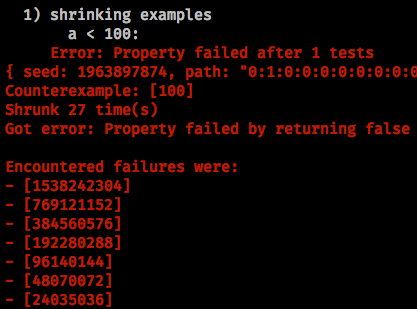 1) shrinking examples
a < 100:
Error: Property failed after 1 tests
{ seed: 1963897874, path: "0:1:0:0:0:0:0:0:0:0
Counterexample: [100]
Shrunk 27 time(s)
Got error: Property failed by returning false
Encountered failures were:
- [1538242304]
- [769121152]
- [384560576]
- [192280288]
- [96140144]
- [48070072]
- [24035036]